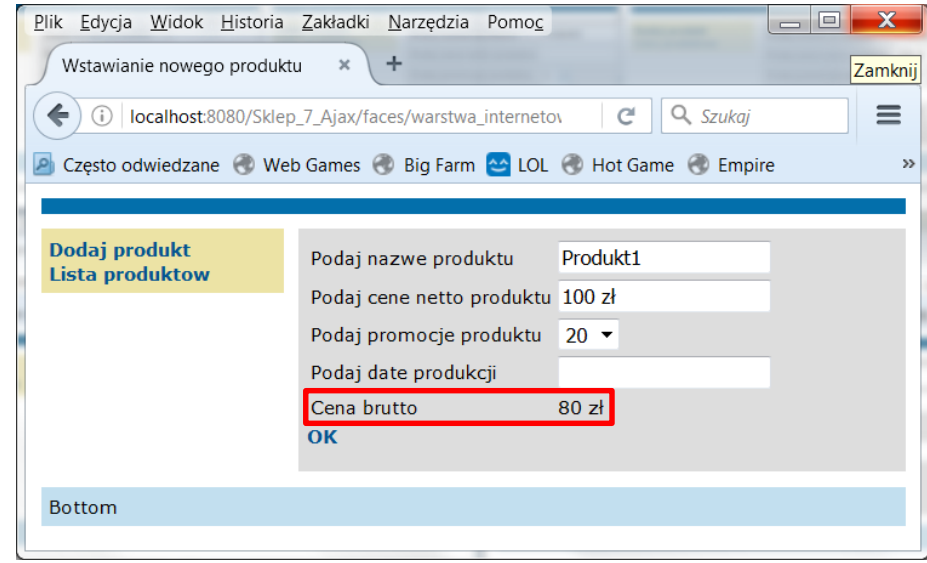 Plik Edycja Widok Historia Zakładki Narzędzia Pomoc
Wstawianie nowego produktu × +
Zamknij
localhost:8080/Sklep_7_Ajax/faces/warstwa_internetov
Szukaj
Często odwiedzane Web Games Big Farm LOL Hot Game Empire »
Dodaj produkt
Lista produktow
Podaj nazwe produktu Produkt1
Podaj cene netto produktu 100 zł
Podaj promocje produktu 20
Podaj date produkcji
Cena brutto 80 zł
OK
Bottom